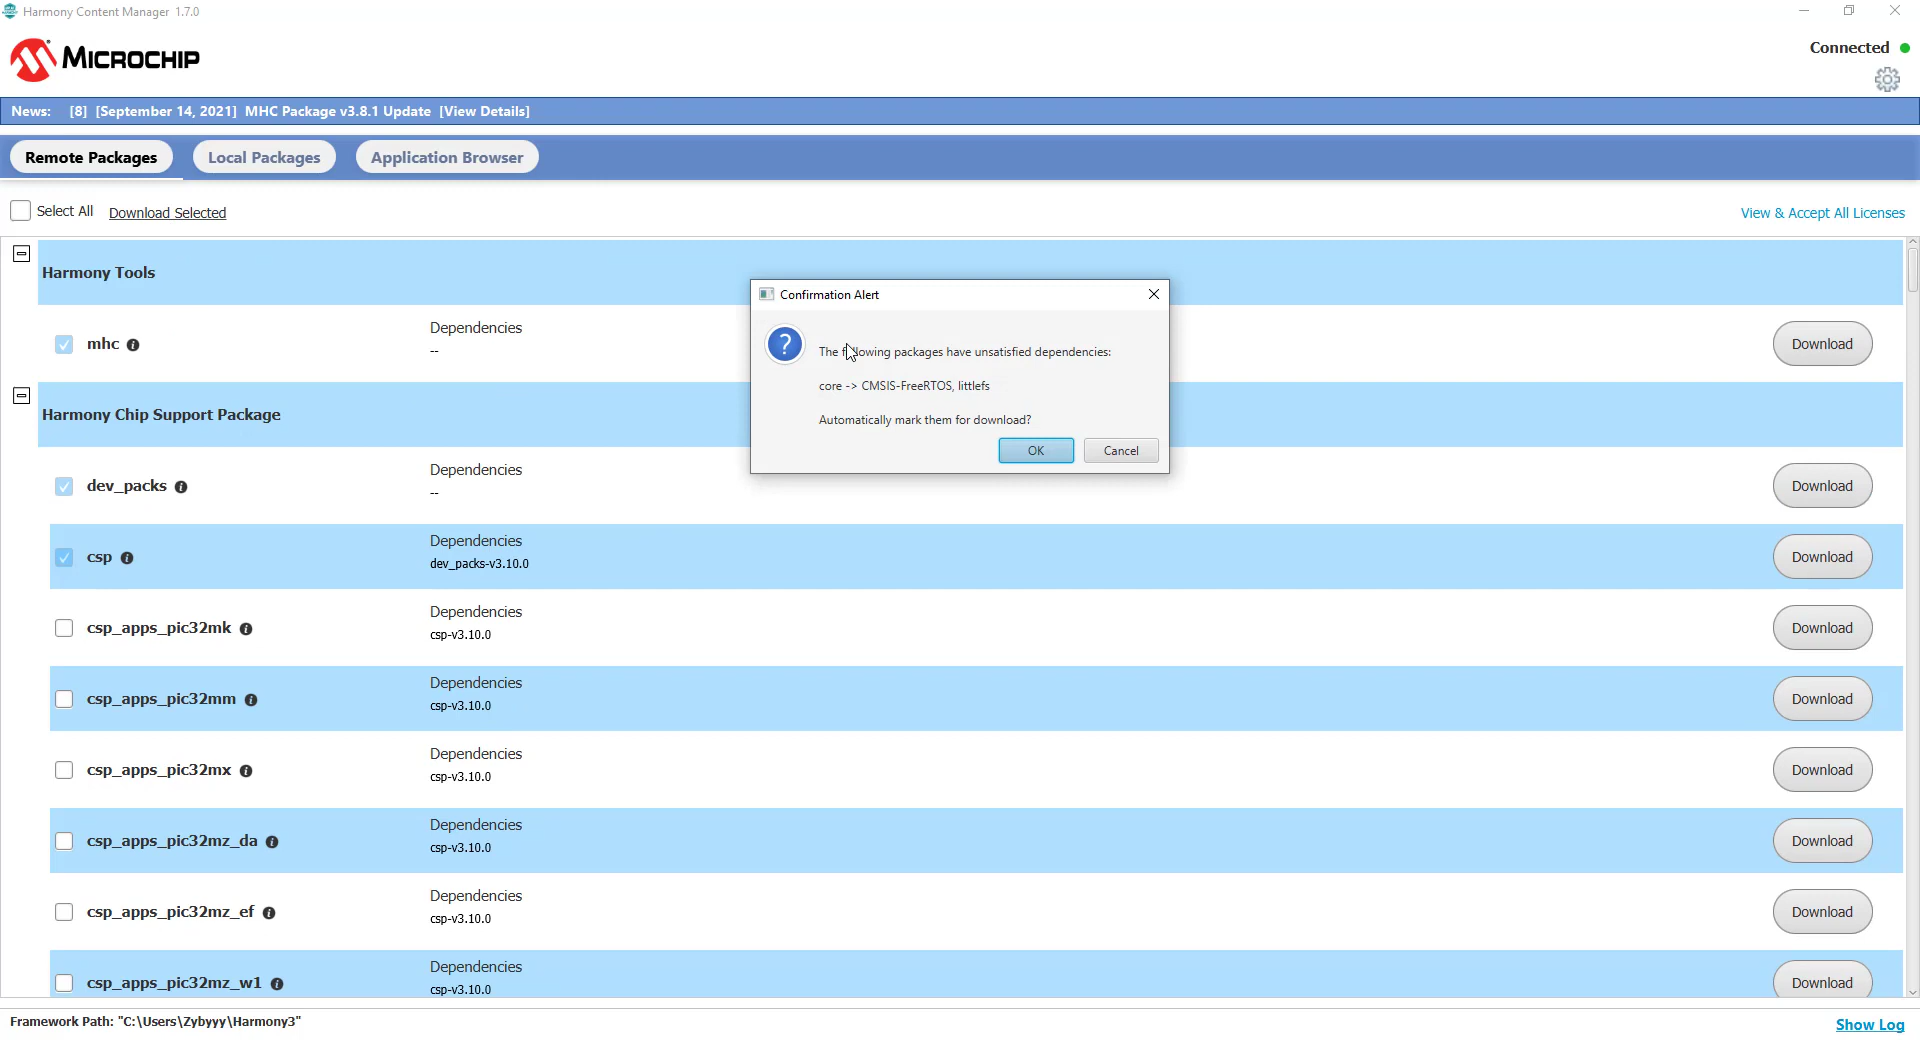 Harmony Content Manager 1.7.0
MICROCHIP
Connected
News: [8] [September 14, 2021] MHC Package v3.8.1 Update [View Details]
Remote Packages Local Packages Application Browser
Select All Download Selected View & Accept All Licenses
Harmony Tools
Confirmation Alert
mhc
Dependencies
--
Download
The following packages have unsatisfied dependencies:
core -> CMSIS-FreeRTOS, littlefs
Automatically mark them for download?
OK Cancel
Harmony Chip Support Package
dev_packs
Dependencies
--
Download
csp
Dependencies
dev_packs-v3.10.0
Download
csp_apps_pic32mk
Dependencies
csp-v3.10.0
Download
csp_apps_pic32mm
Dependencies
csp-v3.10.0
Download
csp_apps_pic32mx
Dependencies
csp-v3.10.0
Download
csp_apps_pic32mz_da
Dependencies
csp-v3.10.0
Download
csp_apps_pic32mz_ef
Dependencies
csp-v3.10.0
Download
csp_apps_pic32mz_w1
Dependencies
csp-v3.10.0
Download
Framework Path: "C:\Users\Zybyyy\Harmony3"
Show Log